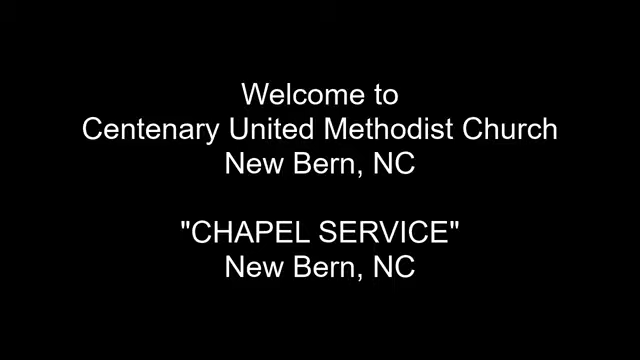 Welcome to
Centenary United Methodist Church
New Bern, NC
"CHAPEL SERVICE"
New Bern, NC